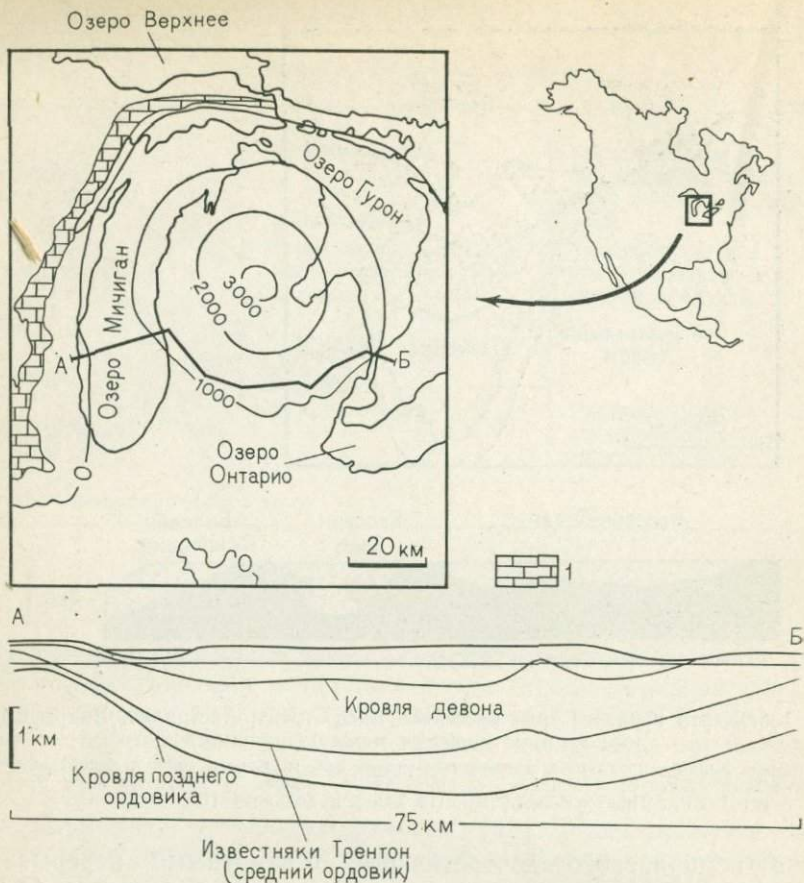 Озеро Верхнее
Озеро Гурон
Озеро Мичиган
3000
2000
1000
А
Б
0
Озеро
Онтарио
0
20 км
1
А
Б
Кровля девона
1 км
Кровля позднего
ордовика
75 км
Известняки Трентон
(средний ордовик)